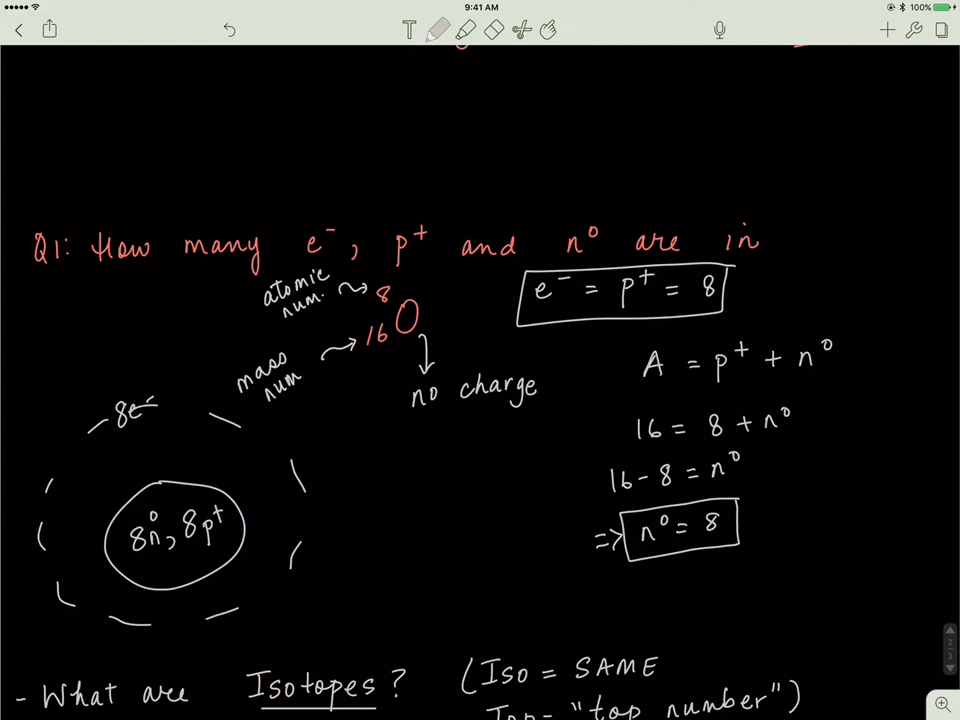 9:41 AM
100%
T
Q1: How many e⁻, p⁺ and n⁰ are in
atomic
num.
8
16 O
mass
num
no charge
e⁻ = p⁺ = 8
A = p⁺ + n⁰
16 = 8 + n⁰
16 - 8 = n⁰
=> n⁰ = 8
8e⁻
8n⁰, 8p⁺
- What are Isotopes? (Iso = SAME
Top = "top number")